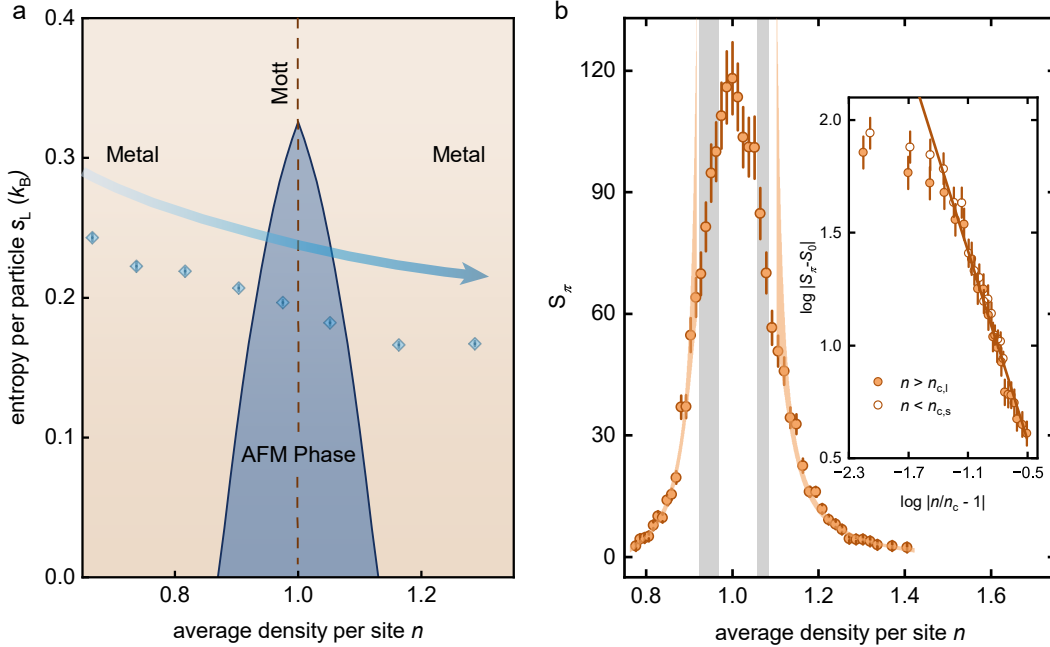 a
0.4
0.3
0.2
0.1
0.0
entropy per particle s_L (k_B)
Mott
Metal
Metal
AFM Phase
0.8
1.0
1.2
average density per site n
b
120
90
60
30
0
S_π
0.8
1.0
1.2
1.4
1.6
average density per site n
2.0
1.5
1.0
0.5
log |S_π-S_0|
n > n_c,l
n < n_c,s
−2.3
−1.7
−1.1
−0.5
log |n/n_c - 1|